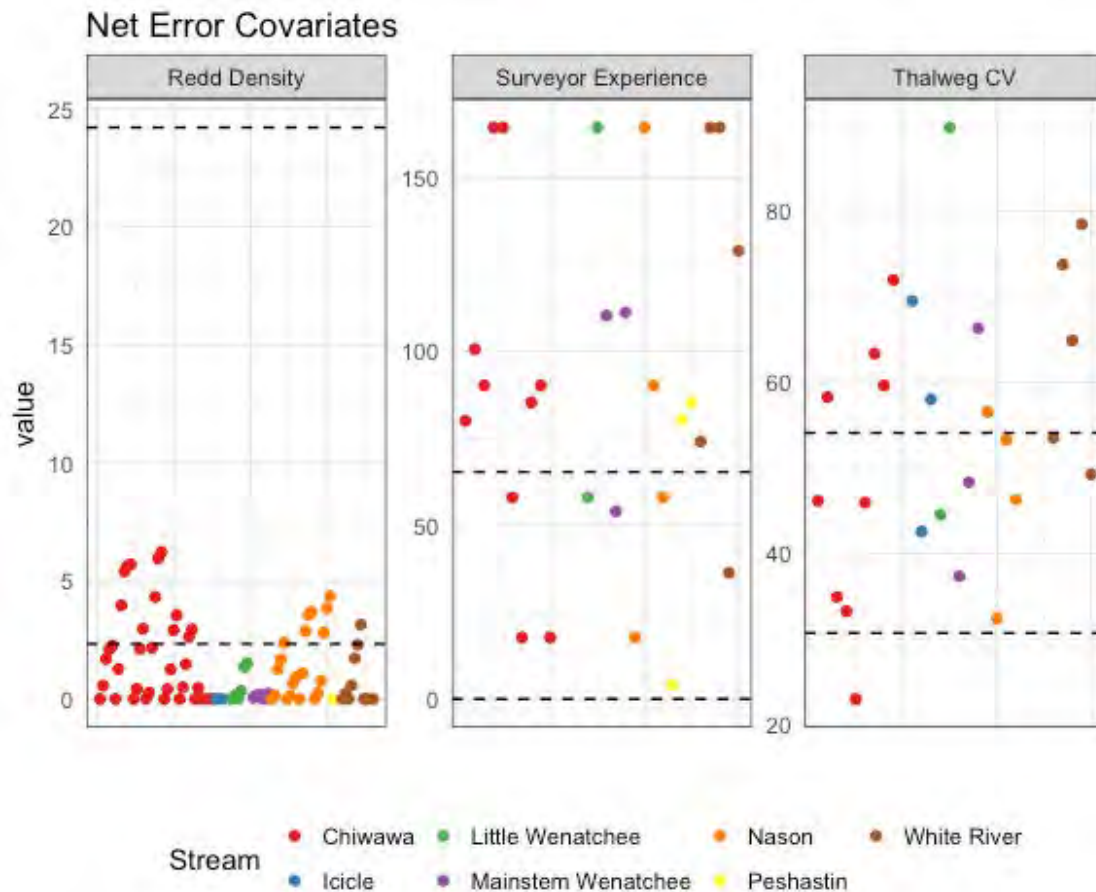 Net Error Covariates
Redd Density
Surveyor Experience
Thalweg CV
value
25
20
15
10
5
0
150
100
50
0
80
60
40
20
Stream
Chiwawa
Little Wenatchee
Nason
White River
Icicle
Mainstem Wenatchee
Peshastin